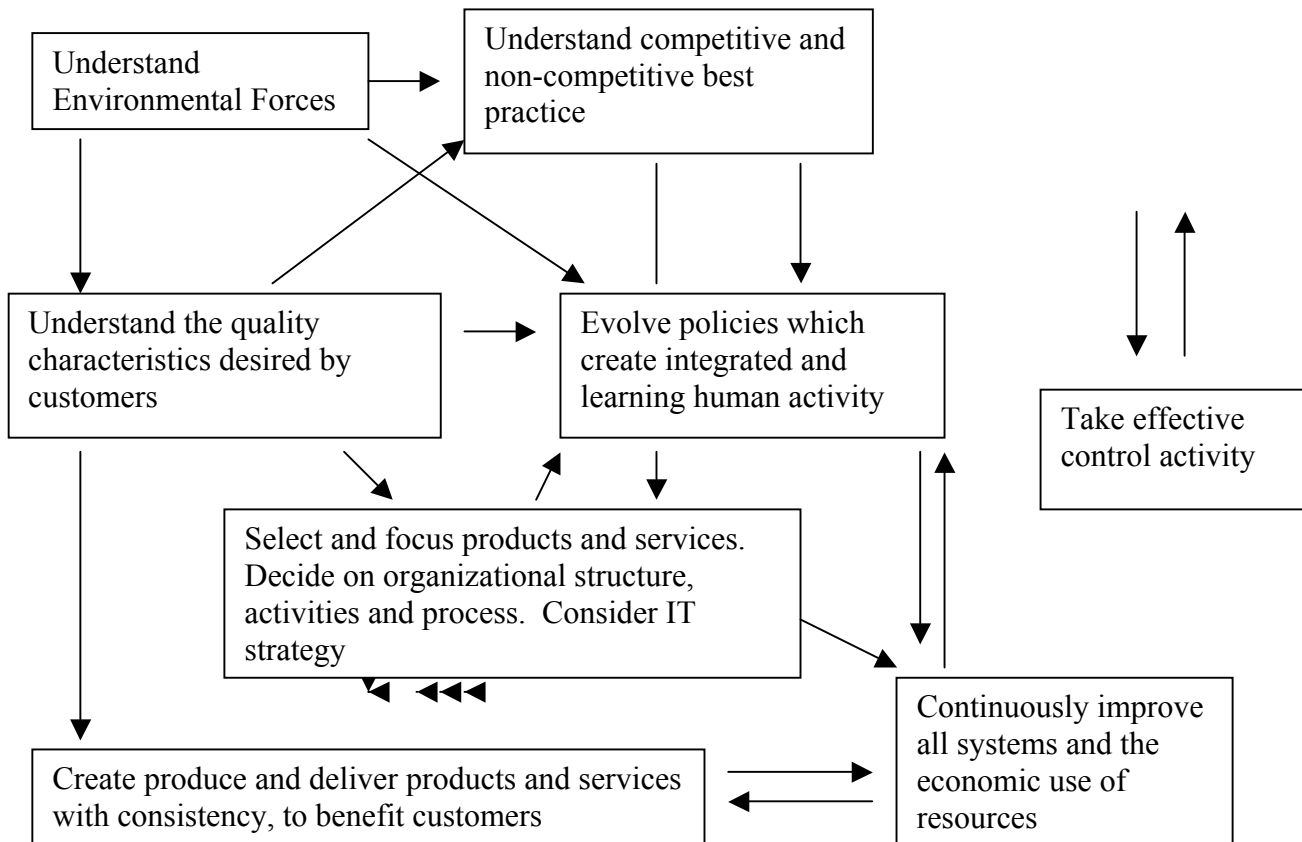 Understand
Environmental Forces
Understand competitive and
non-competitive best
practice
Understand the quality
characteristics desired by
customers
Evolve policies which
create integrated and
learning human activity
Take effective
control activity
Select and focus products and services.
Decide on organizational structure,
activities and process.  Consider IT
strategy
Continuously improve
all systems and the
economic use of
resources
Create produce and deliver products and services
with consistency, to benefit customers